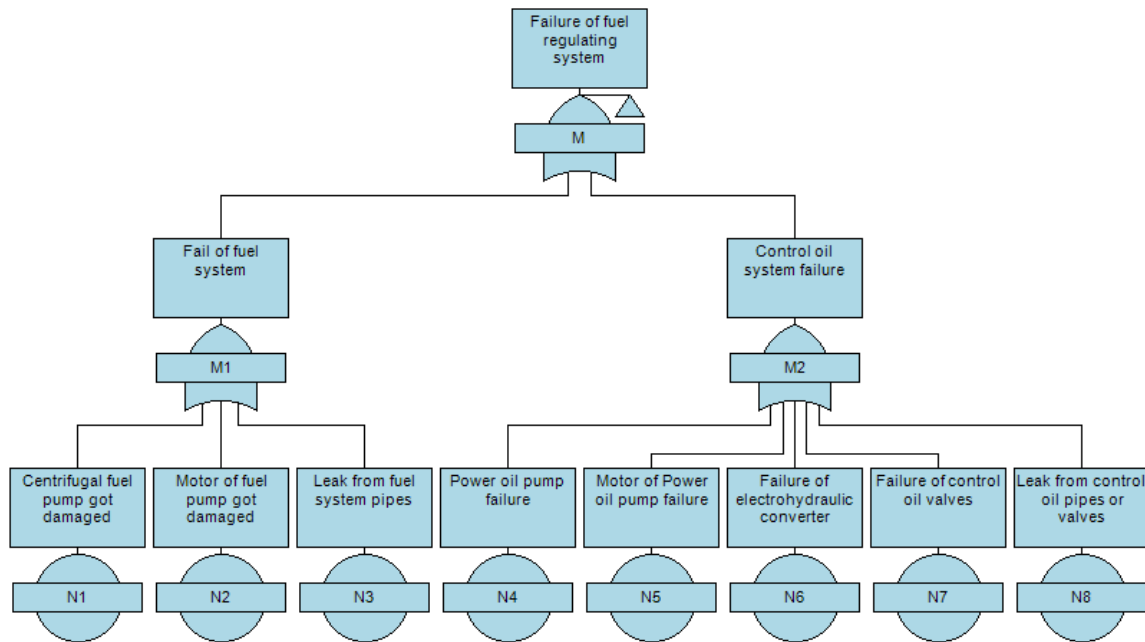 Failure of fuel
regulating
system
M
Fail of fuel
system
Control oil
system failure
M1
M2
Centrifugal fuel
pump got
damaged
Motor of fuel
pump got
damaged
Leak from fuel
system pipes
Power oil pump
failure
Motor of Power
oil pump failure
Failure of
electrohydraulic
converter
Failure of control
oil valves
Leak from control
oil pipes or
valves
N1
N2
N3
N4
N5
N6
N7
N8